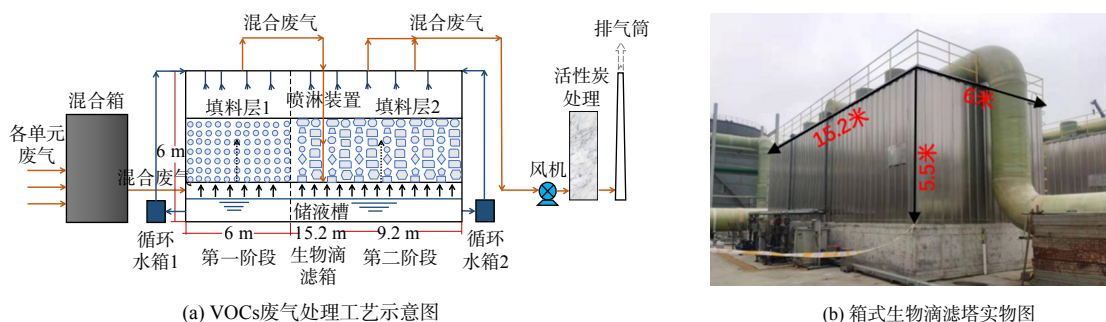 混合废气
混合废气
排气筒
活性炭
处理
混合箱
各单元
废气
混合废气
6 m
填料层1
喷淋装置
填料层2
风机
储液槽
6 m
15.2 m
9.2 m
循环
水箱1
第一阶段
生物滴
滤箱
第二阶段
循环
水箱2
(a) VOCs废气处理工艺示意图
15.2米
6米
5.5米
(b) 箱式生物滴滤塔实物图